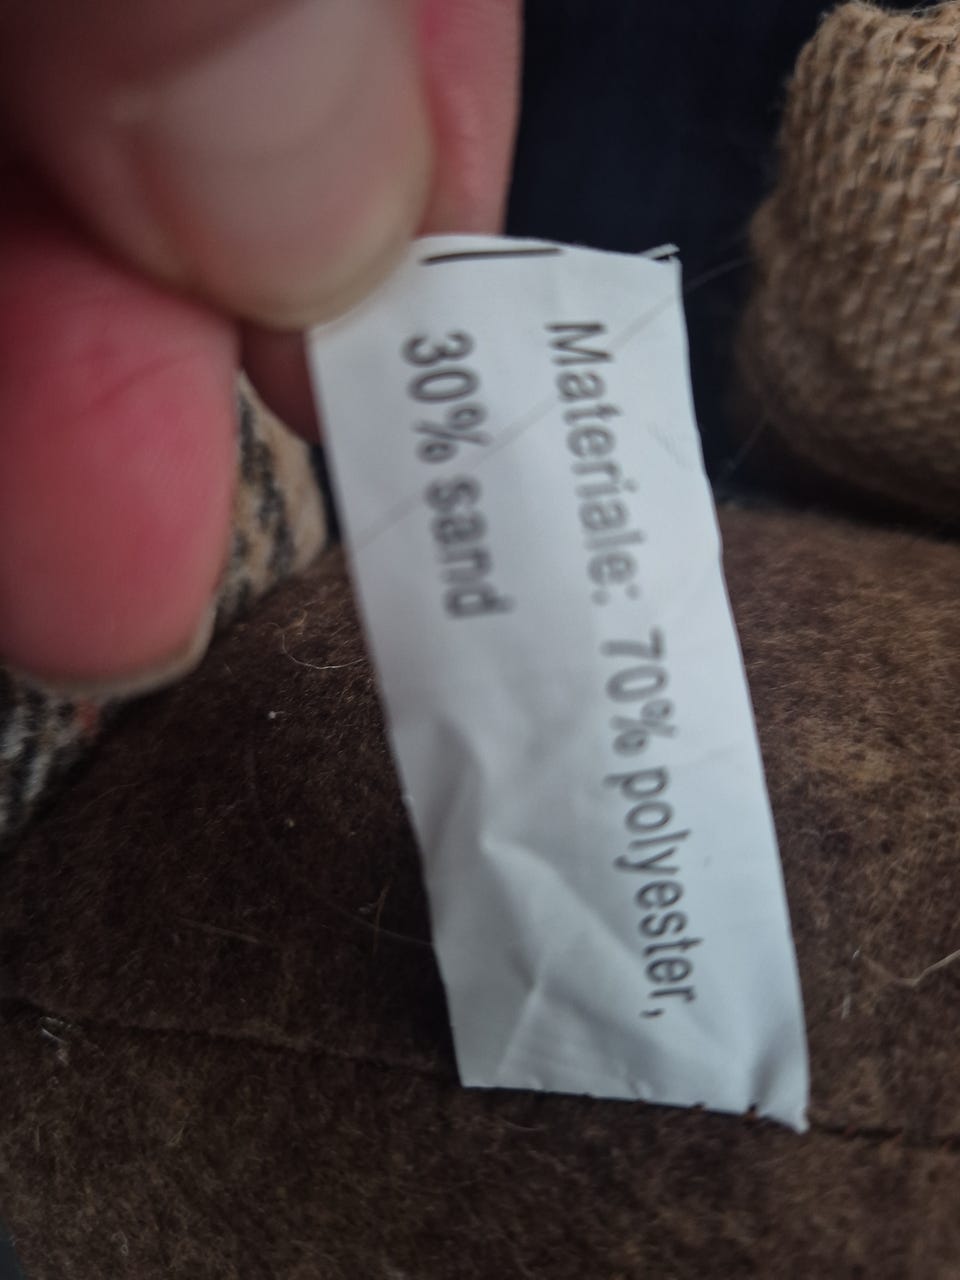 Materiale: 70% polyester,
30% sand